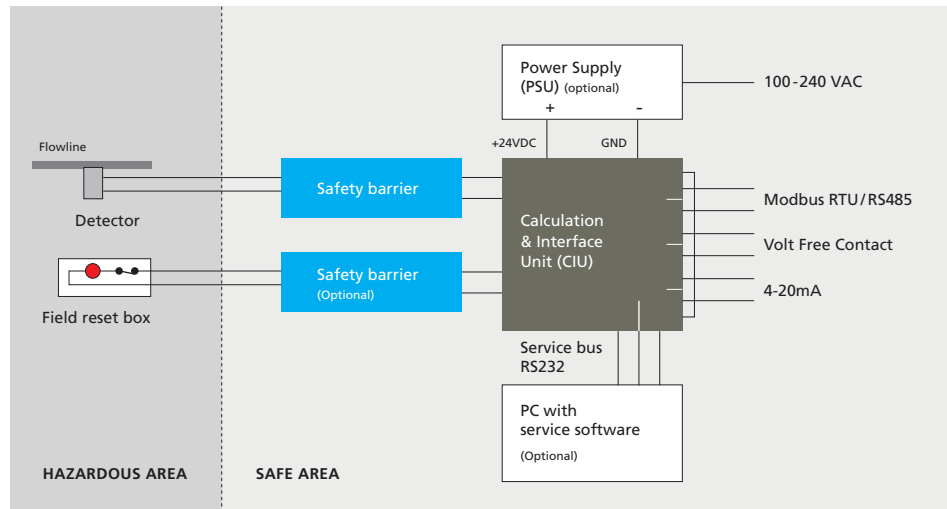 Power Supply
(PSU) (optional)
+ -
100-240 VAC
+24VDC GND
Flowline
Detector
Safety barrier
Calculation
& Interface
Unit (CIU)
Modbus RTU/RS485
Volt Free Contact
4-20mA
Safety barrier
(Optional)
Field reset box
Service bus
RS232
PC with
service software
(Optional)
HAZARDOUS AREA
SAFE AREA